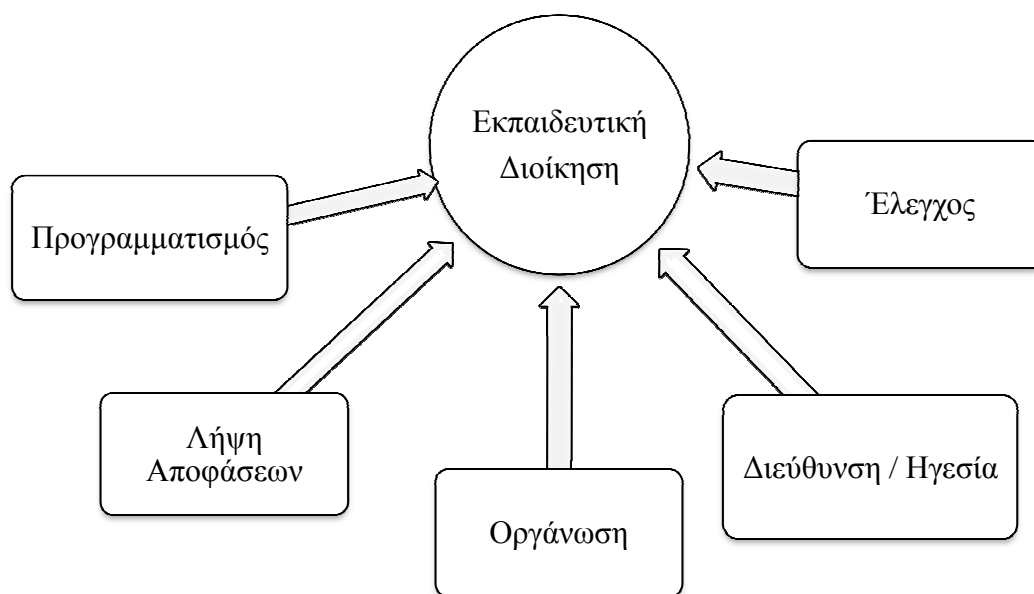 Εκπαιδευτική
Διοίκηση
Έλεγχος
Προγραμματισμός
Λήψη
Αποφάσεων
Διεύθυνση / Ηγεσία
Οργάνωση